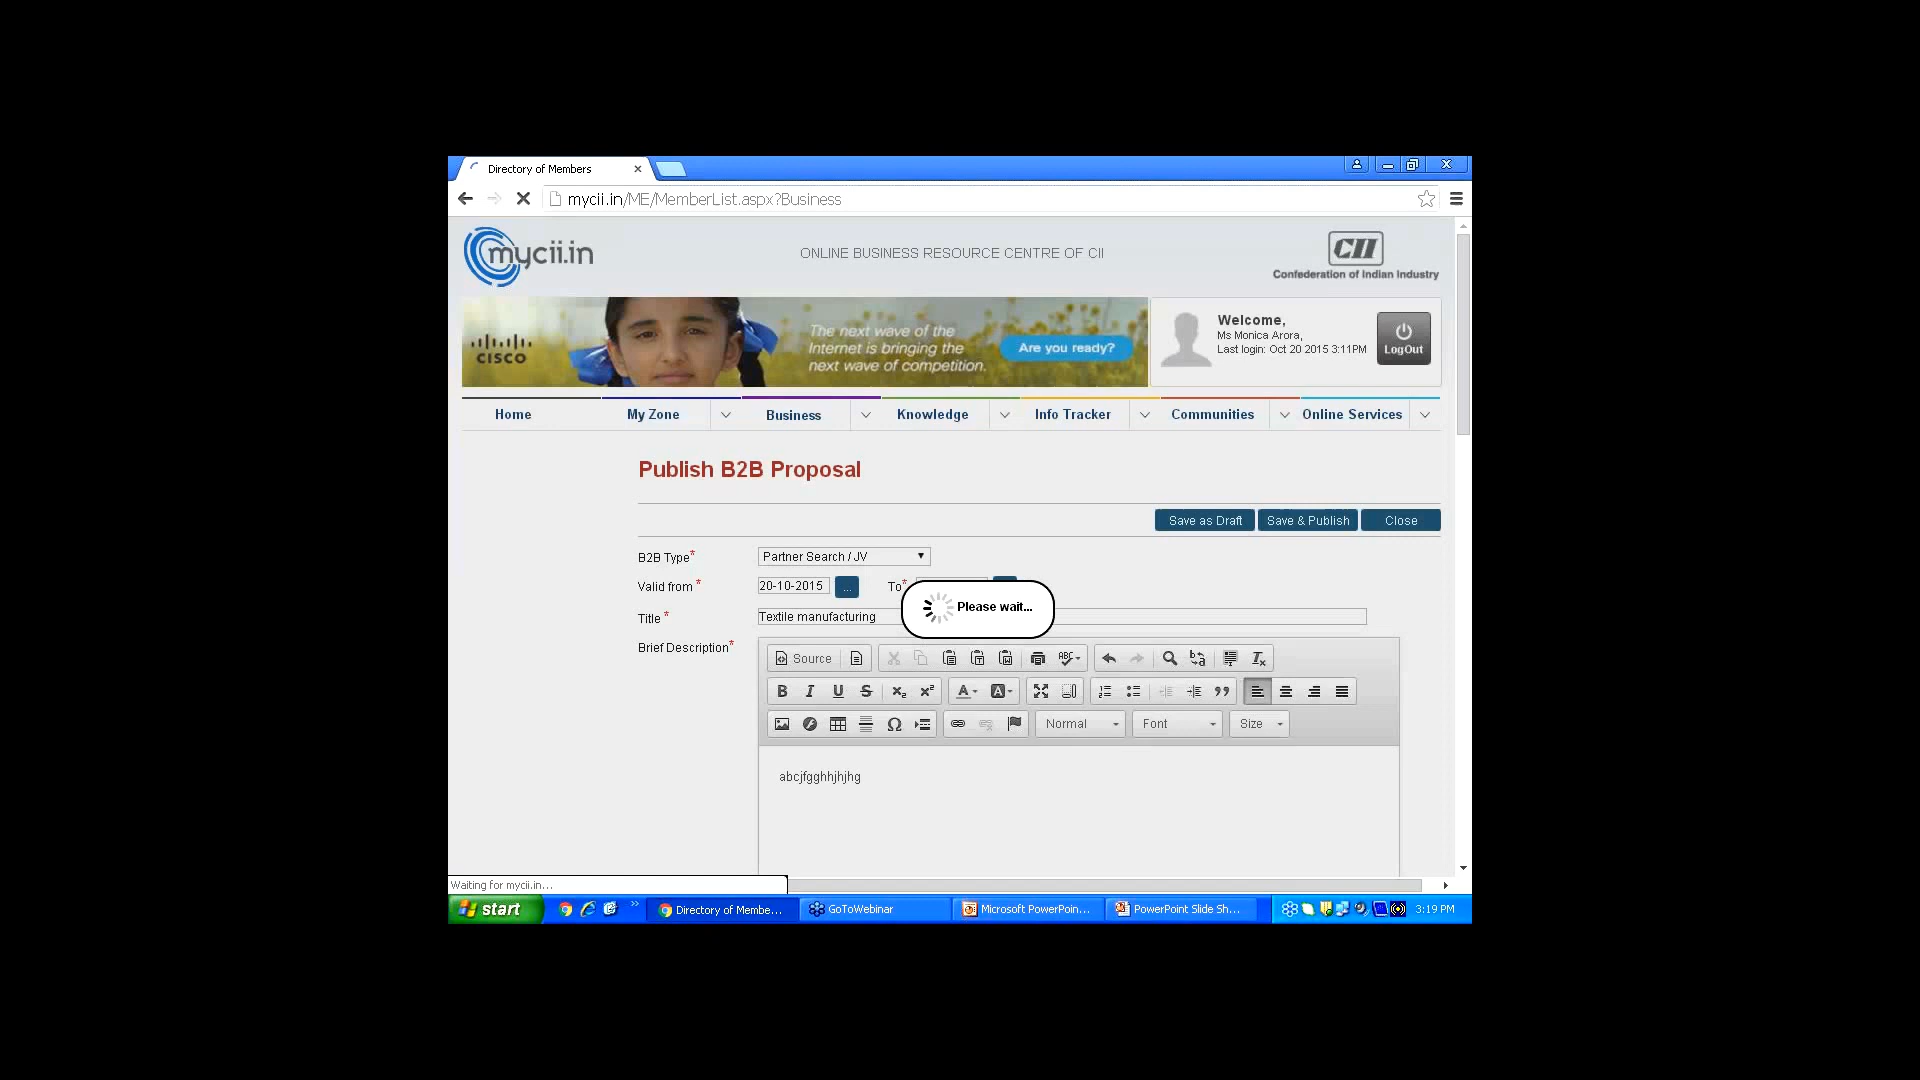 Directory of Members
mycii.in/ME/MemberList.aspx?Business
mycii.in
ONLINE BUSINESS RESOURCE CENTRE OF CII
CII
Confederation of Indian Industry
CISCO
The next wave of the
Internet is bringing the
next wave of competition.
Are you ready?
Welcome,
Ms Monica Arora,
Last login: Oct 20 2015 3:11PM
LogOut
Home My Zone Business Knowledge Info Tracker Communities Online Services
Publish B2B Proposal
Save as Draft Save & Publish Close
B2B Type* Partner Search / JV
Valid from * 20-10-2015 ... To*
Please wait...
Title * Textile manufacturing
Brief Description*
Source ABC
B I U S X₂ X² A A
Normal Font Size
abcjfgghhjhjhg
Waiting for mycii.in...
start Directory of Membe... GoToWebinar Microsoft PowerPoin... PowerPoint Slide Sh... 3:19 PM